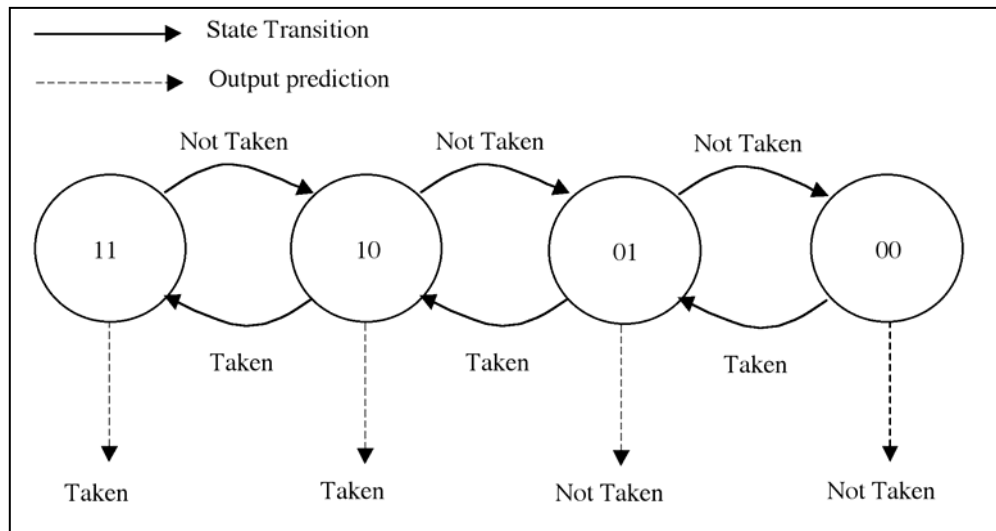 State Transition
Output prediction
Not Taken
Not Taken
Not Taken
11
10
01
00
Taken
Taken
Taken
Taken
Taken
Not Taken
Not Taken